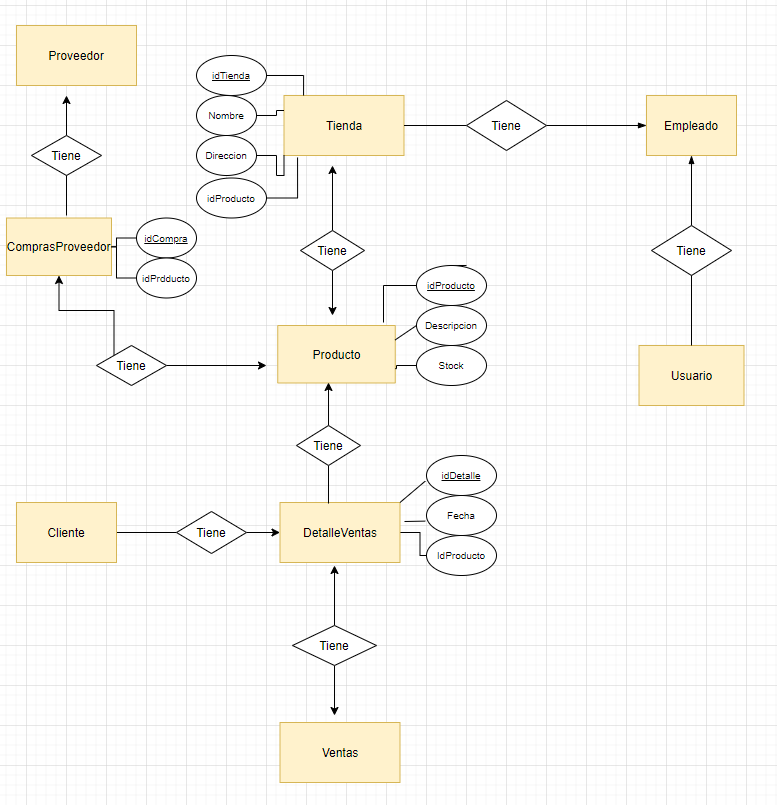 Proveedor
idTienda
Nombre
Tienda
Tiene
Empleado
Tiene
Direccion
idProducto
ComprasProveedor
idCompra
idPrdducto
Tiene
Tiene
idProducto
Descripcion
Producto
Stock
Tiene
Usuario
Tiene
idDetalle
Fecha
Cliente
Tiene
DetalleVentas
IdProducto
Tiene
Ventas